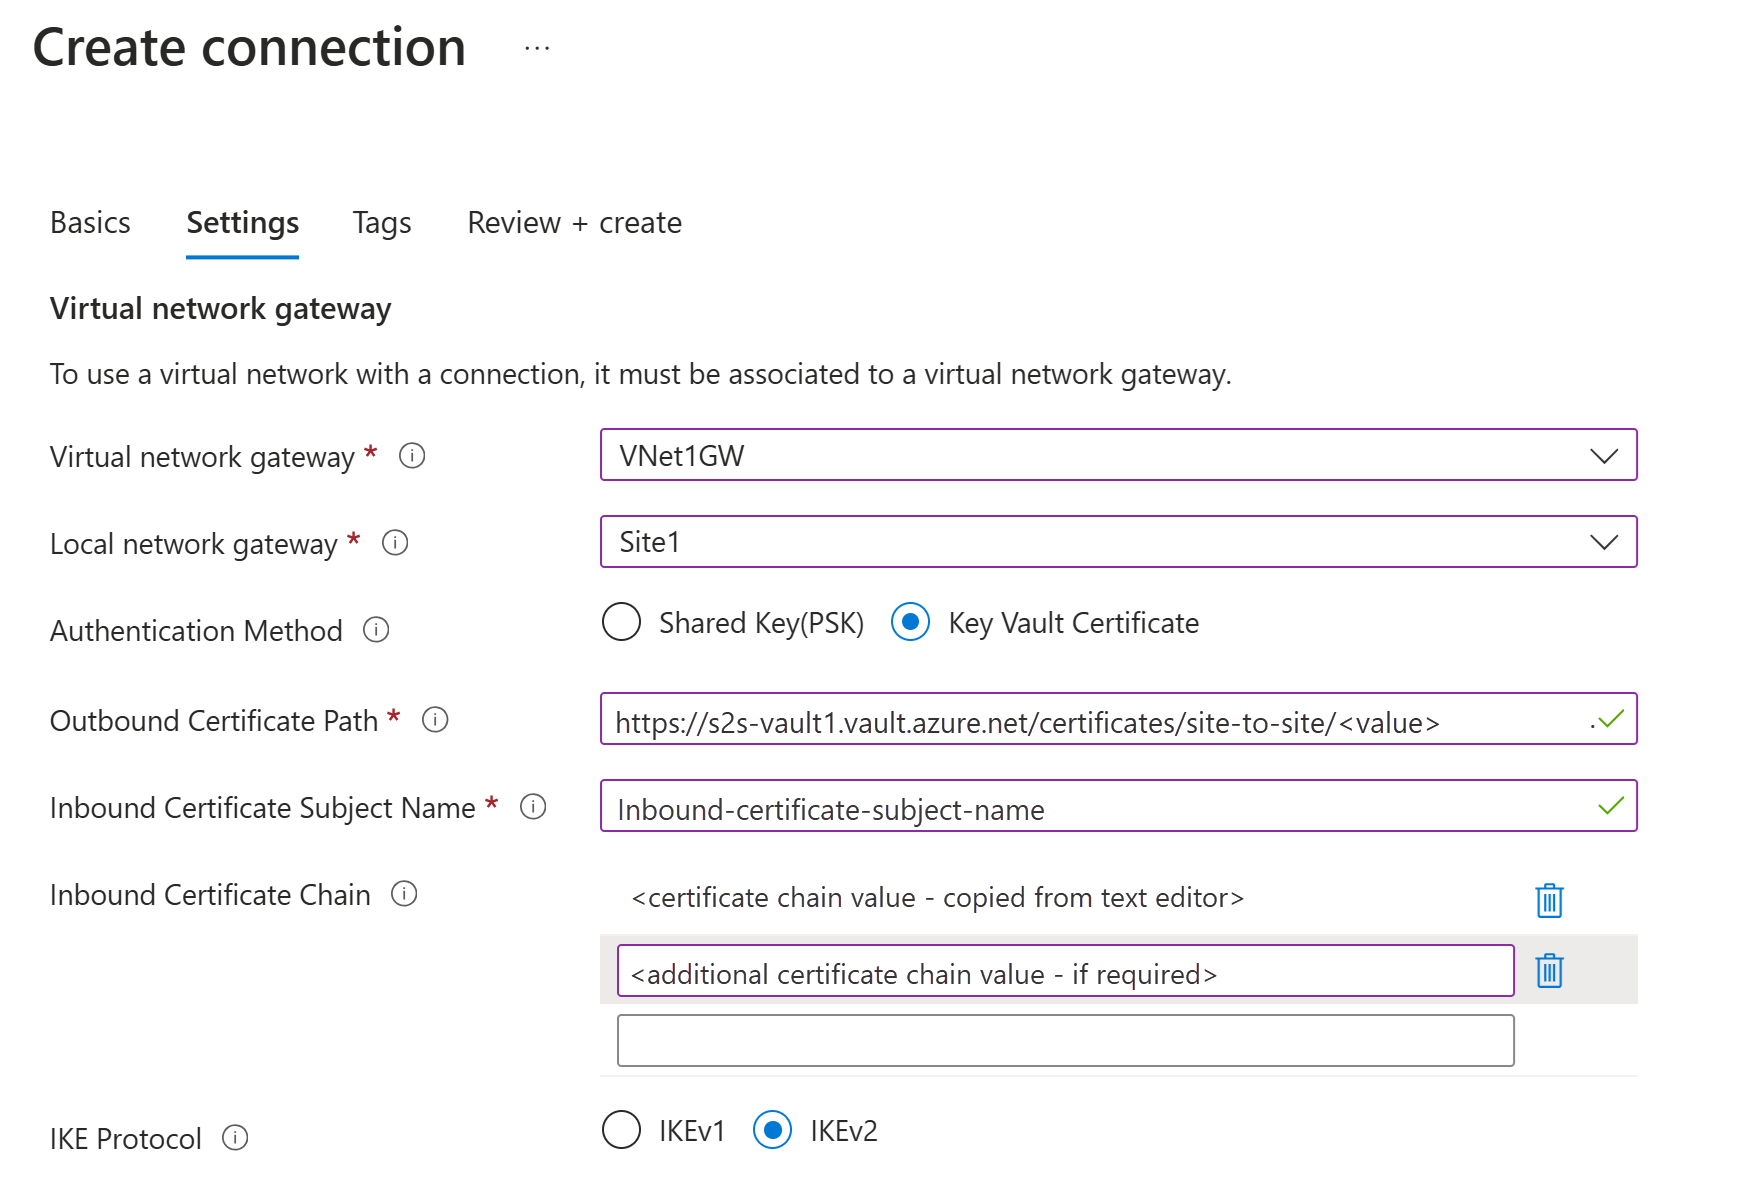 Create connection ...
Basics Settings Tags Review + create
Virtual network gateway
To use a virtual network with a connection, it must be associated to a virtual network gateway.
Virtual network gateway * VNet1GW
Local network gateway * Site1
Authentication Method Shared Key(PSK) Key Vault Certificate
Outbound Certificate Path * https://s2s-vault1.vault.azure.net/certificates/site-to-site/<value> .
Inbound Certificate Subject Name * Inbound-certificate-subject-name
Inbound Certificate Chain <certificate chain value - copied from text editor>
<additional certificate chain value - if required>
IKE Protocol IKEv1 IKEv2